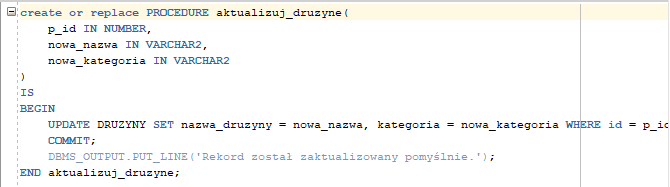 create or replace PROCEDURE aktualizuj_druzyne(
    p_id IN NUMBER,
    nowa_nazwa IN VARCHAR2,
    nowa_kategoria IN VARCHAR2
)
IS
BEGIN
    UPDATE DRUZYNY SET nazwa_druzyny = nowa_nazwa, kategoria = nowa_kategoria WHERE id = p_id
    COMMIT;
    DBMS_OUTPUT.PUT_LINE('Rekord został zaktualizowany pomyślnie.');
END aktualizuj_druzyne;